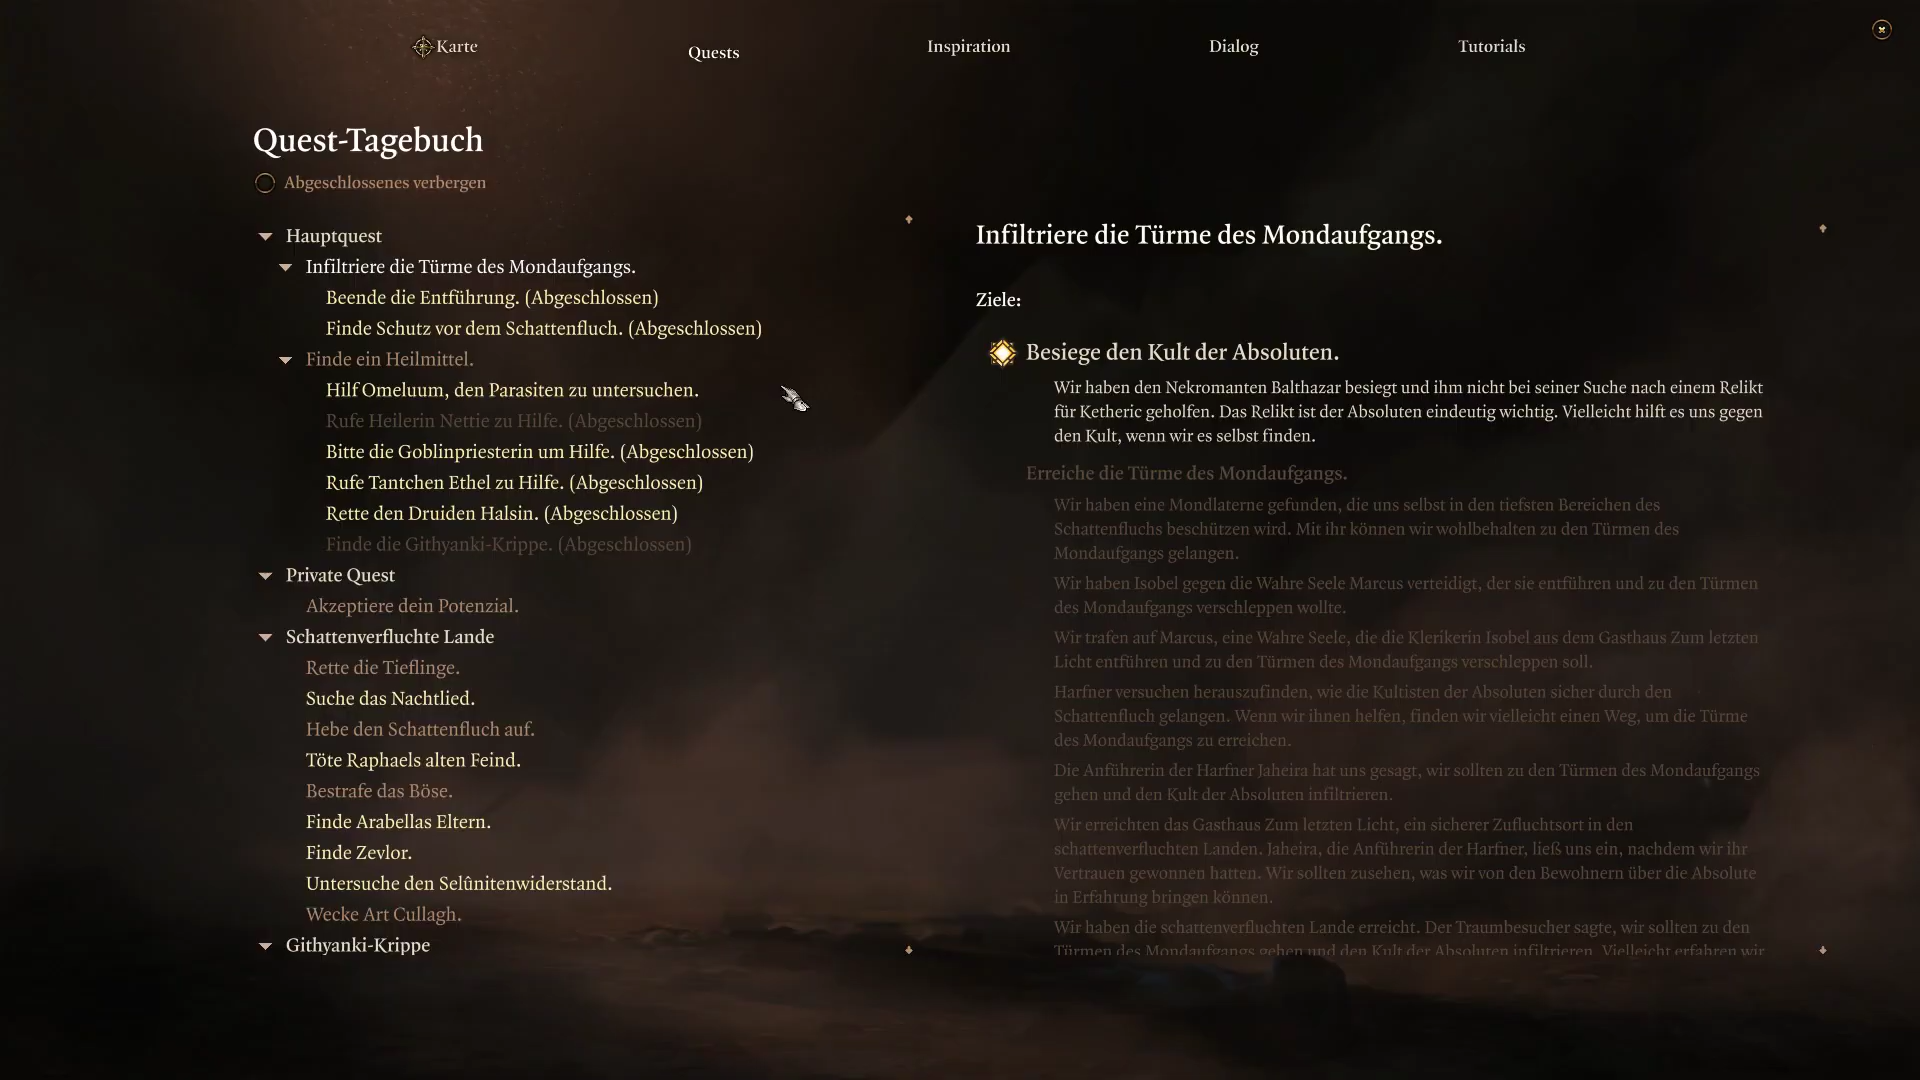 Karte
Quests
Inspiration
Dialog
Tutorials
Quest-Tagebuch
Abgeschlossenes verbergen
Hauptquest
Infiltriere die Türme des Mondaufgangs.
Beende die Entführung. (Abgeschlossen)
Finde Schutz vor dem Schattenfluch. (Abgeschlossen)
Finde ein Heilmittel.
Hilf Omeluum, den Parasiten zu untersuchen.
Rufe Heilerin Nettie zu Hilfe. (Abgeschlossen)
Bitte die Goblinpriesterin um Hilfe. (Abgeschlossen)
Rufe Tantchen Ethel zu Hilfe. (Abgeschlossen)
Rette den Druiden Halsin. (Abgeschlossen)
Finde die Githyanki-Krippe. (Abgeschlossen)
Private Quest
Akzeptiere dein Potenzial.
Schattenverfluchte Lande
Rette die Tieflinge.
Suche das Nachtlied.
Hebe den Schattenfluch auf.
Töte Raphaels alten Feind.
Bestrafe das Böse.
Finde Arabellas Eltern.
Finde Zevlor.
Untersuche den Selûnitenwiderstand.
Wecke Art Cullagh.
Githyanki-Krippe
Infiltriere die Türme des Mondaufgangs.
Ziele:
Besiege den Kult der Absoluten.
Wir haben den Nekromanten Balthazar besiegt und ihm nicht bei seiner Suche nach einem Relikt
für Ketheric geholfen. Das Relikt ist der Absoluten eindeutig wichtig. Vielleicht hilft es uns gegen
den Kult, wenn wir es selbst finden.
Erreiche die Türme des Mondaufgangs.
Wir haben eine Mondlaterne gefunden, die uns selbst in den tiefsten Bereichen des
Schattenfluchs beschützen wird. Mit ihr können wir wohlbehalten zu den Türmen des
Mondaufgangs gelangen.
Wir haben Isobel gegen die Wahre Seele Marcus verteidigt, der sie entführen und zu den Türmen
des Mondaufgangs verschleppen wollte.
Wir trafen auf Marcus, eine Wahre Seele, die die Klerikerin Isobel aus dem Gasthaus Zum letzten
Licht entführen und zu den Türmen des Mondaufgangs verschleppen soll.
Harfner versuchen herauszufinden, wie die Kultisten der Absoluten sicher durch den
Schattenfluch gelangen. Wenn wir ihnen helfen, finden wir vielleicht einen Weg, um die Türme
des Mondaufgangs zu erreichen.
Die Anführerin der Harfner Jaheira hat uns gesagt, wir sollten zu den Türmen des Mondaufgangs
gehen und den Kult der Absoluten infiltrieren.
Wir erreichten das Gasthaus Zum letzten Licht, ein sicherer Zufluchtsort in den
schattenverfluchten Landen. Jaheira, die Anführerin der Harfner, ließ uns ein, nachdem wir ihr
Vertrauen gewonnen hatten. Wir sollten zusehen, was wir von den Bewohnern über die Absolute
in Erfahrung bringen können.
Wir haben die schattenverfluchten Lande erreicht. Der Traumbesucher sagte, wir sollten zu den
Türmen des Mondaufgangs gehen und den Kult der Absoluten infiltrieren. Vielleicht erfahren wir